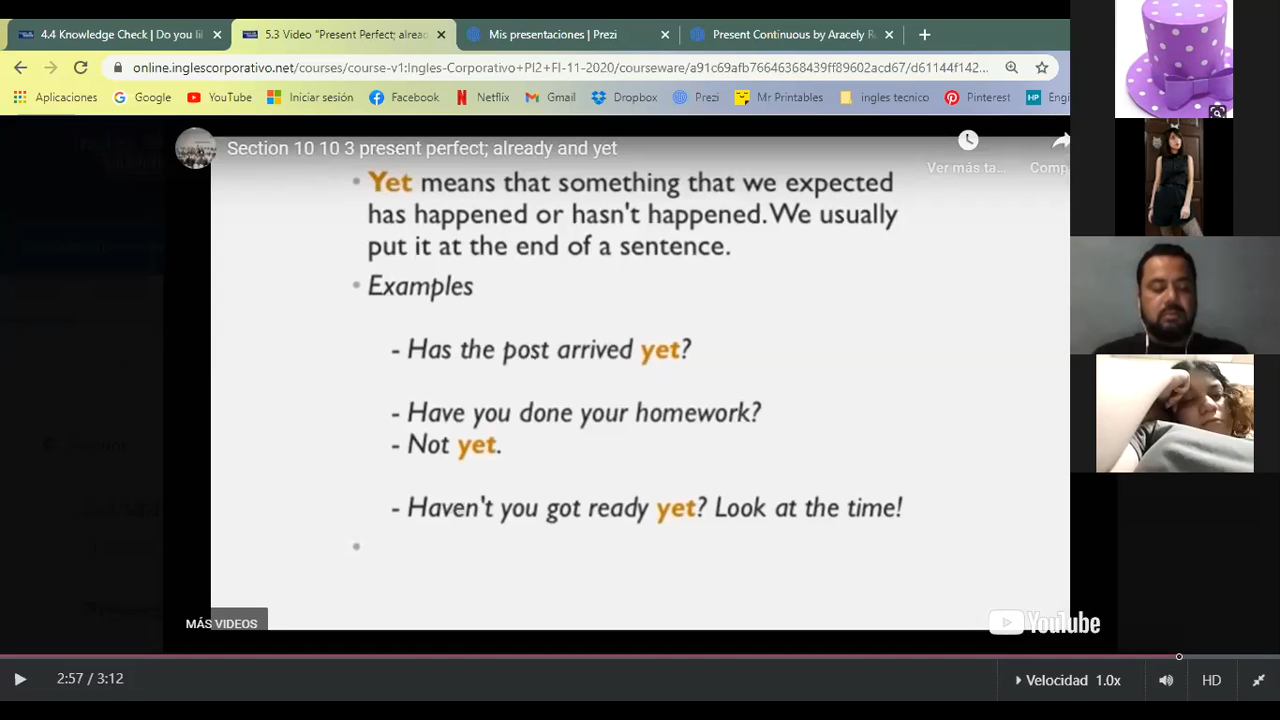 4.4 Knowledge Check | Do you li
5.3 Video "Present Perfect; alrea
Mis presentaciones | Prezi
Present Continuous by Aracely R
online.inglescorporativo.net/courses/course-v1:Ingles-Corporativo+PI2+FI-11-2020/courseware/a91c69afb76646368439ff89602acd67/d61144f142...
Aplicaciones
Google
YouTube
Iniciar sesión
Facebook
Netflix
Gmail
Dropbox
Prezi
Mr Printables
ingles tecnico
Pinterest
HP
Engl
Section 10 10 3 present perfect; already and yet
Ver más ta...
Comp
• Yet means that something that we expected
has happened or hasn't happened. We usually
put it at the end of a sentence.
• Examples
- Has the post arrived yet?
- Have you done your homework?
- Not yet.
- Haven't you got ready yet? Look at the time!
•
MÁS VIDEOS
YouTube
2:57 / 3:12
Velocidad 1.0x
HD